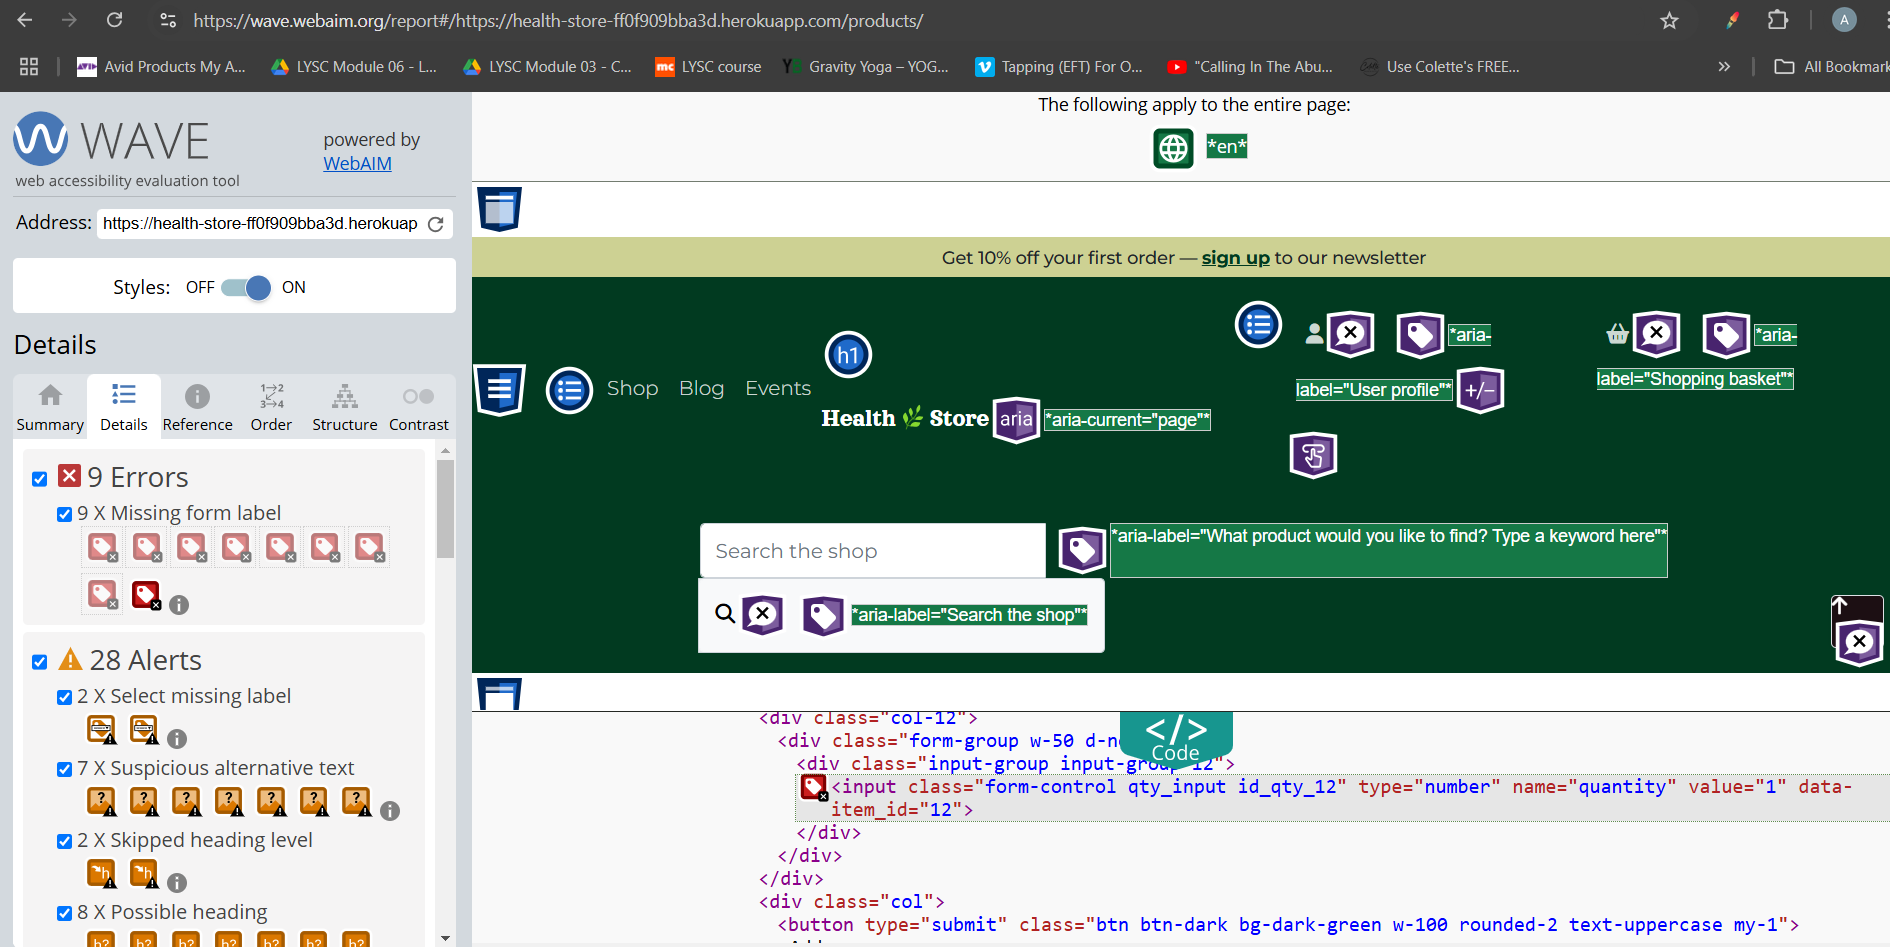 https://wave.webaim.org/report#/https://health-store-ff0f909bba3d.herokuapp.com/products/
A
Avid Products My A...
LYSC Module 06 - L...
LYSC Module 03 - C...
mc LYSC course
Gravity Yoga – YOG...
Tapping (EFT) For O...
"Calling In The Abu...
Use Colette's FREE...
All Bookmark
WAVE
powered by
WebAIM
web accessibility evaluation tool
Address: https://health-store-ff0f909bba3d.herokuap
Styles: OFF ON
Details
Summary Details Reference Order Structure Contrast
9 Errors
9 X Missing form label
28 Alerts
2 X Select missing label
7 X Suspicious alternative text
2 X Skipped heading level
8 X Possible heading
h? h? h? h? h? h? h?
The following apply to the entire page:
*en*
Get 10% off your first order — sign up to our newsletter
Shop Blog Events
h1
Health Store aria *aria-current="page"*
*aria-
label="User profile"* +/−
*aria-
label="Shopping basket"*
Search the shop
*aria-label="What product would you like to find? Type a keyword here"*
*aria-label="Search the shop"*
</> Code
<div class="col-12">
<div class="form-group w-50 d-n
<div class="input-group input-group-12">
<input class="form-control qty_input id_qty_12" type="number" name="quantity" value="1" data-
item_id="12">
</div>
</div>
</div>
<div class="col">
<button type="submit" class="btn btn-dark bg-dark-green w-100 rounded-2 text-uppercase my-1">